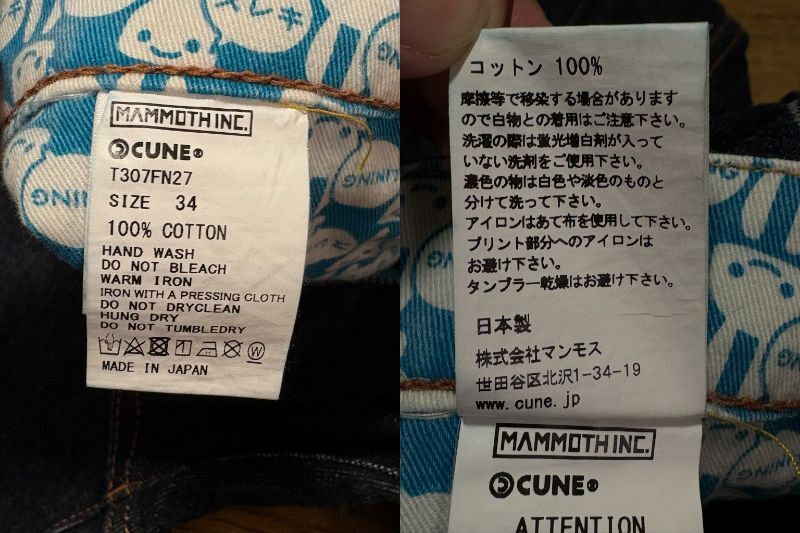 スレキ
MAMMOTH INC.
CUNE®
T307FN27
SIZE 34
100% COTTON
HAND WASH
DO NOT BLEACH
WARM IRON
IRON WITH A PRESSING CLOTH
DO NOT DRYCLEAN
HUNG DRY
DO NOT TUMBLEDRY
MADE IN JAPAN
LINING
コットン 100%
摩擦等で移染する場合があります
ので白物との着用はご注意下さい。
洗濯の際は蛍光増白剤が入って
いない洗剤をご使用下さい。
濃色の物は白色や淡色のものと
分けて洗って下さい。
アイロンはあて布を使用して下さい。
プリント部分へのアイロンは
お避け下さい。
タンブラー乾燥はお避け下さい。
日本製
株式会社マンモス
世田谷区北沢1-34-19
www.cune.jp
MAMMOTH INC.
CUNE®
ATTENTION